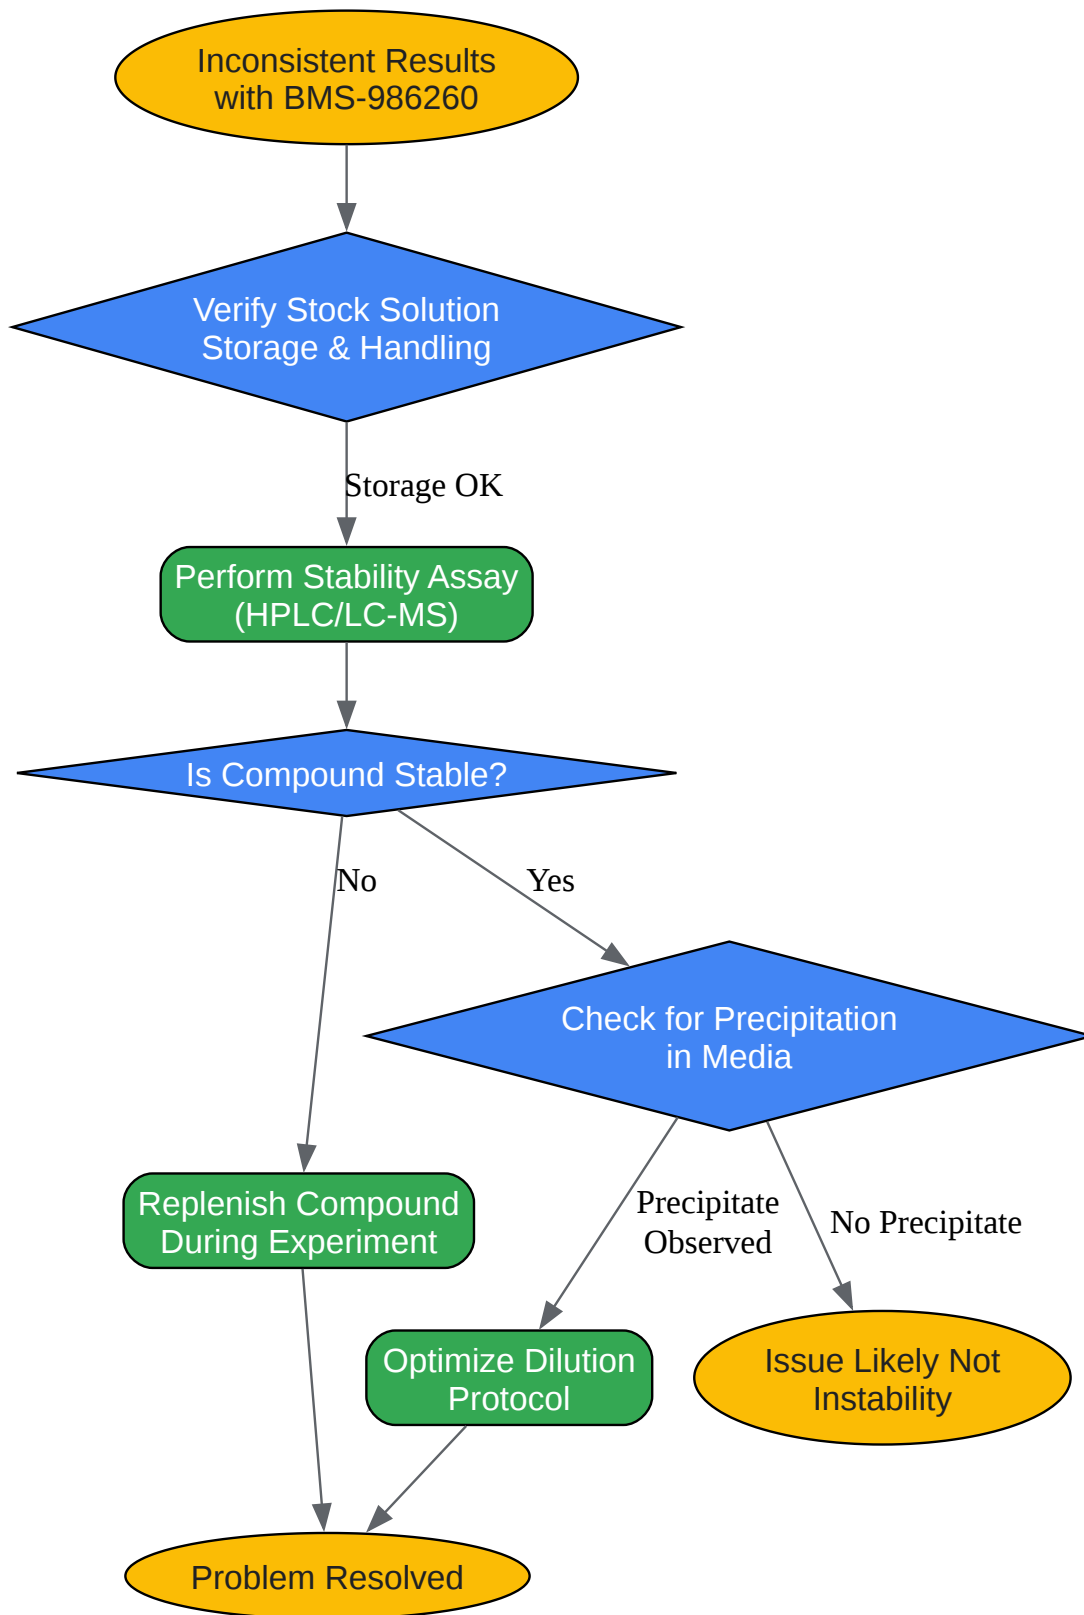 Inconsistent Results
with BMS-986260
Verify Stock Solution
Storage & Handling
Storage OK
Perform Stability Assay
(HPLC/LC-MS)
Is Compound Stable?
No
Yes
Check for Precipitation
in Media
Replenish Compound
During Experiment
Precipitate
Observed
No Precipitate
Optimize Dilution
Protocol
Issue Likely Not
Instability
Problem Resolved